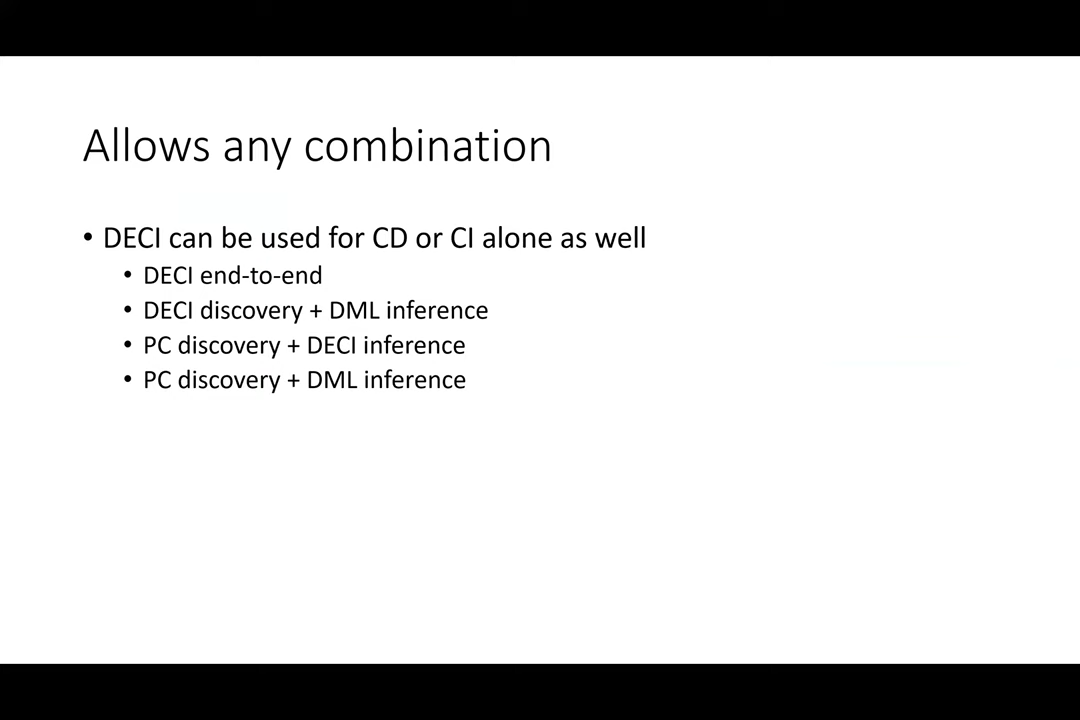 Allows any combination
• DECI can be used for CD or CI alone as well
• DECI end-to-end
• DECI discovery + DML inference
• PC discovery + DECI inference
• PC discovery + DML inference